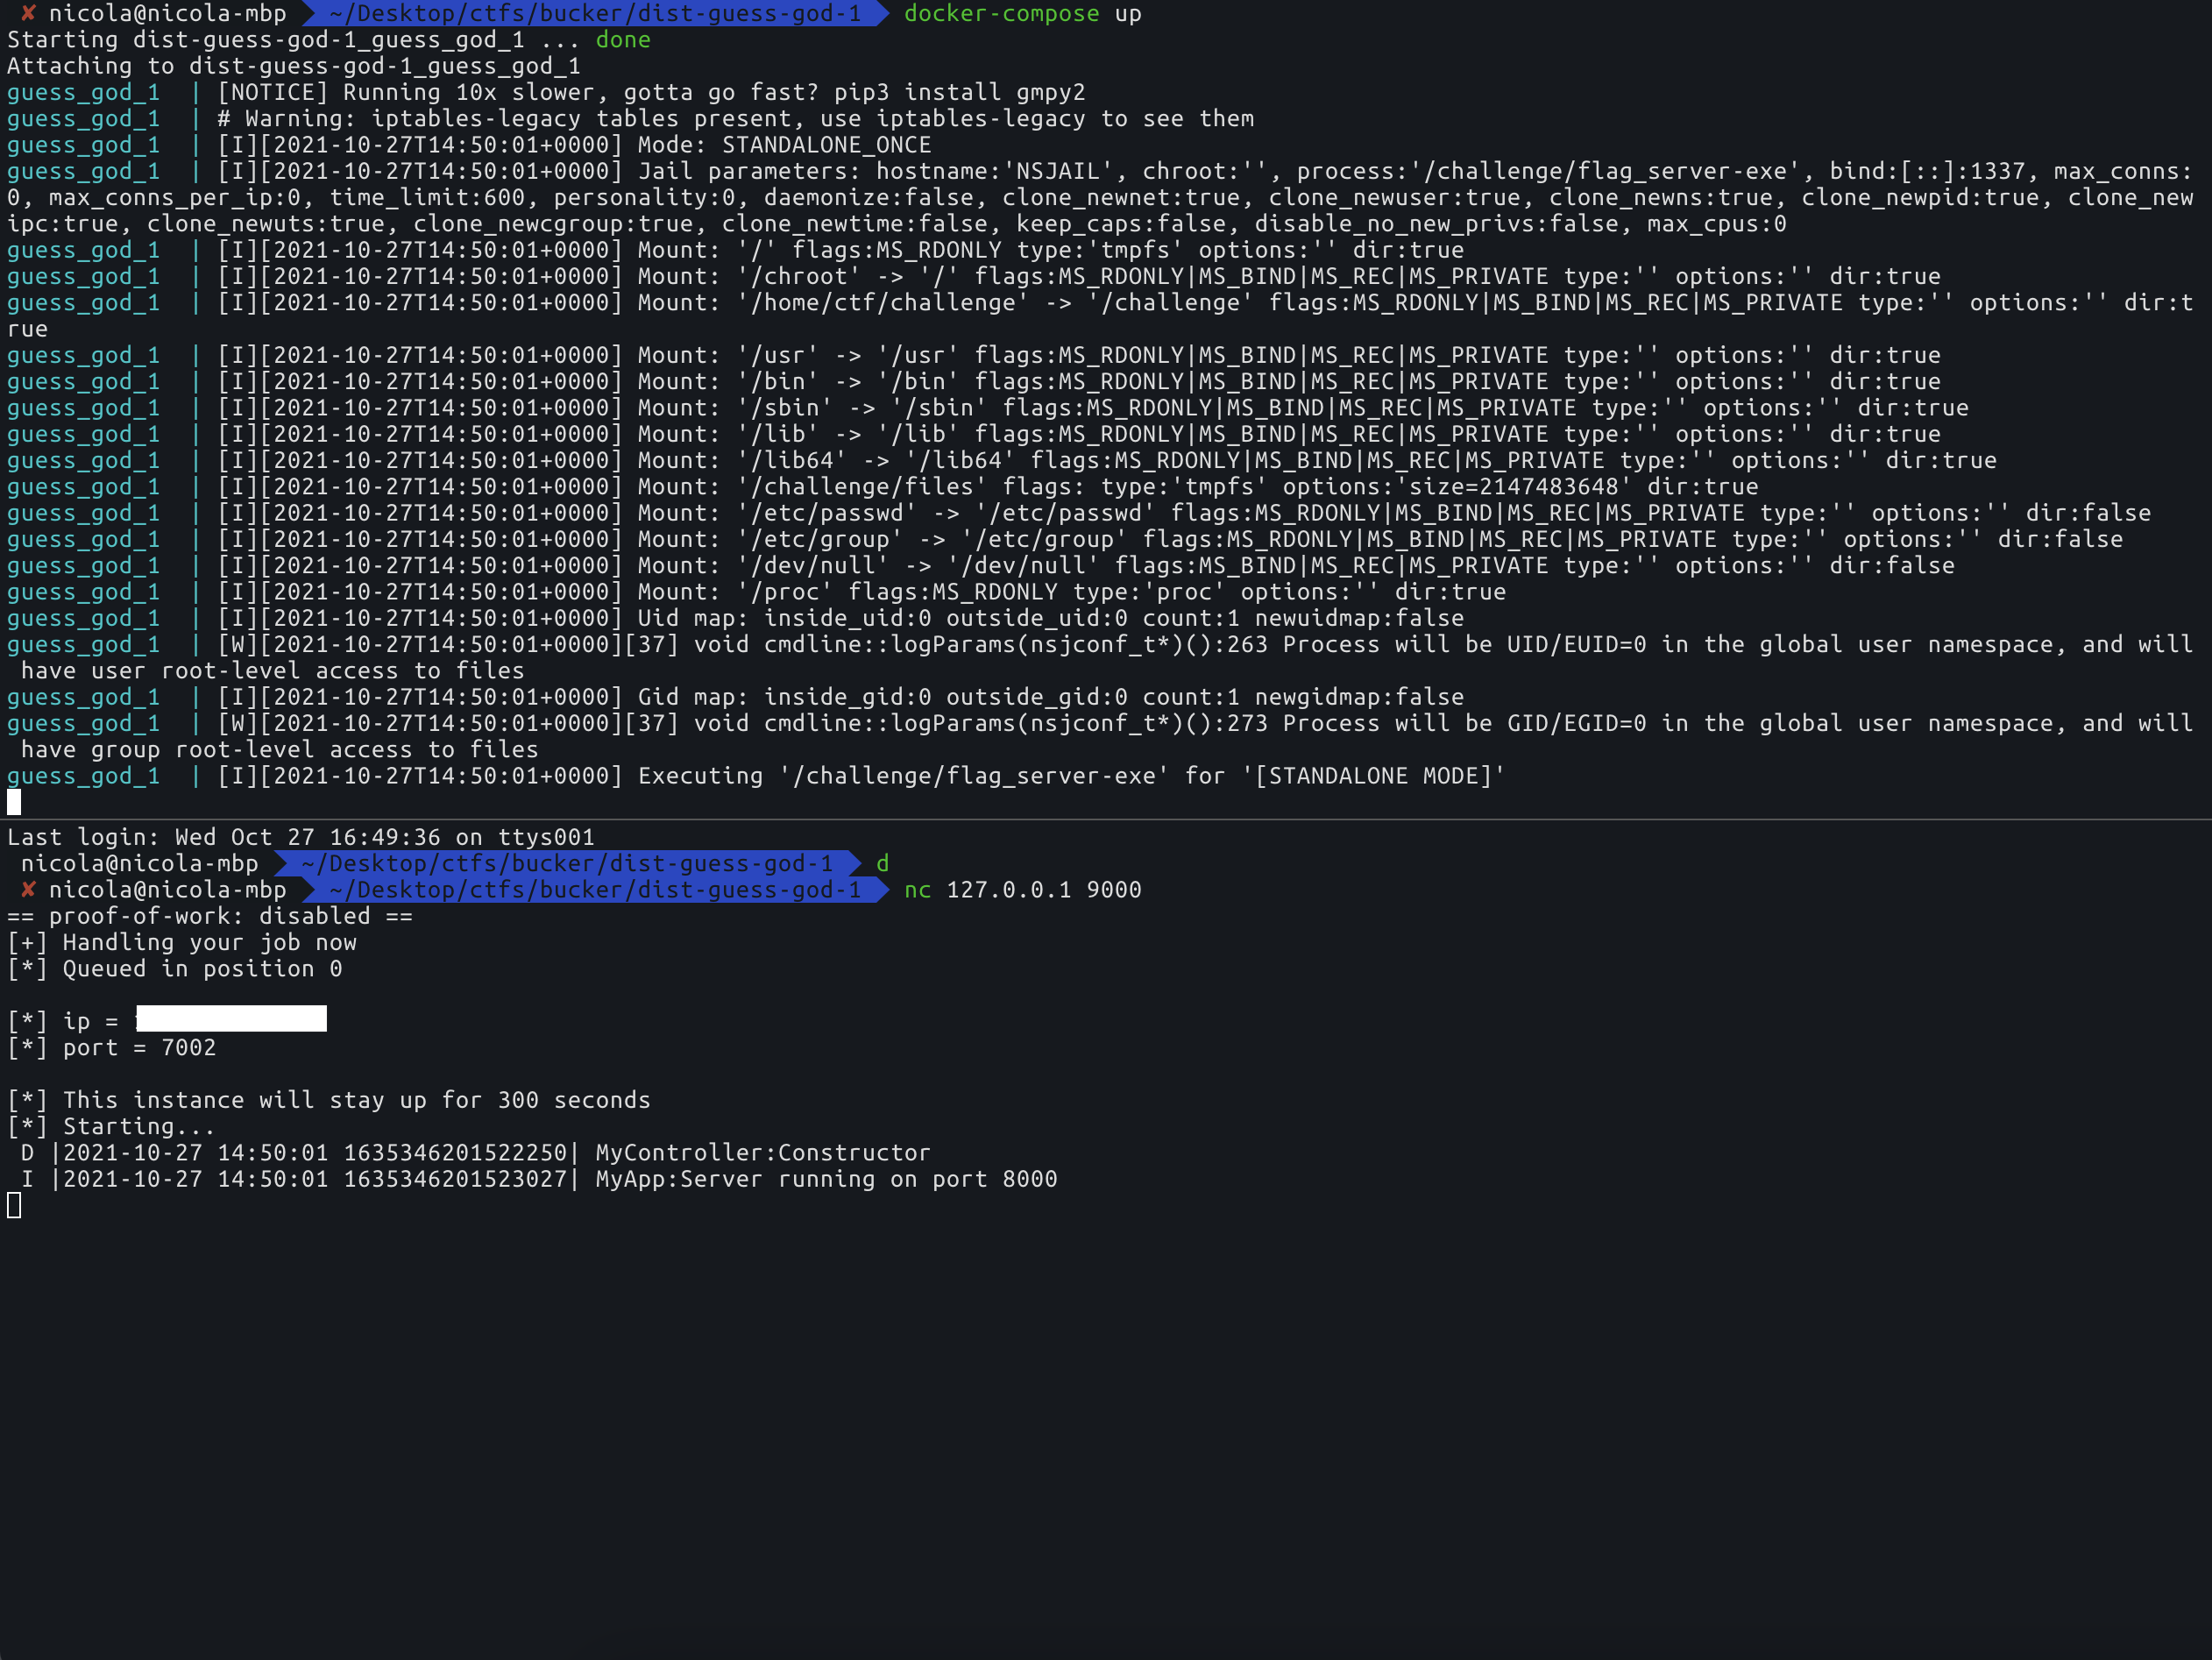 ✘ nicola@nicola-mbp ~/Desktop/ctfs/bucker/dist-guess-god-1 docker-compose up
Starting dist-guess-god-1_guess_god_1 ... done
Attaching to dist-guess-god-1_guess_god_1
guess_god_1 | [NOTICE] Running 10x slower, gotta go fast? pip3 install gmpy2
guess_god_1 | # Warning: iptables-legacy tables present, use iptables-legacy to see them
guess_god_1 | [I][2021-10-27T14:50:01+0000] Mode: STANDALONE_ONCE
guess_god_1 | [I][2021-10-27T14:50:01+0000] Jail parameters: hostname:'NSJAIL', chroot:'', process:'/challenge/flag_server-exe', bind:[::]:1337, max_conns:
0, max_conns_per_ip:0, time_limit:600, personality:0, daemonize:false, clone_newnet:true, clone_newuser:true, clone_newns:true, clone_newpid:true, clone_new
ipc:true, clone_newuts:true, clone_newcgroup:true, clone_newtime:false, keep_caps:false, disable_no_new_privs:false, max_cpus:0
guess_god_1 | [I][2021-10-27T14:50:01+0000] Mount: '/' flags:MS_RDONLY type:'tmpfs' options:'' dir:true
guess_god_1 | [I][2021-10-27T14:50:01+0000] Mount: '/chroot' -> '/' flags:MS_RDONLY|MS_BIND|MS_REC|MS_PRIVATE type:'' options:'' dir:true
guess_god_1 | [I][2021-10-27T14:50:01+0000] Mount: '/home/ctf/challenge' -> '/challenge' flags:MS_RDONLY|MS_BIND|MS_REC|MS_PRIVATE type:'' options:'' dir:t
rue
guess_god_1 | [I][2021-10-27T14:50:01+0000] Mount: '/usr' -> '/usr' flags:MS_RDONLY|MS_BIND|MS_REC|MS_PRIVATE type:'' options:'' dir:true
guess_god_1 | [I][2021-10-27T14:50:01+0000] Mount: '/bin' -> '/bin' flags:MS_RDONLY|MS_BIND|MS_REC|MS_PRIVATE type:'' options:'' dir:true
guess_god_1 | [I][2021-10-27T14:50:01+0000] Mount: '/sbin' -> '/sbin' flags:MS_RDONLY|MS_BIND|MS_REC|MS_PRIVATE type:'' options:'' dir:true
guess_god_1 | [I][2021-10-27T14:50:01+0000] Mount: '/lib' -> '/lib' flags:MS_RDONLY|MS_BIND|MS_REC|MS_PRIVATE type:'' options:'' dir:true
guess_god_1 | [I][2021-10-27T14:50:01+0000] Mount: '/lib64' -> '/lib64' flags:MS_RDONLY|MS_BIND|MS_REC|MS_PRIVATE type:'' options:'' dir:true
guess_god_1 | [I][2021-10-27T14:50:01+0000] Mount: '/challenge/files' flags: type:'tmpfs' options:'size=2147483648' dir:true
guess_god_1 | [I][2021-10-27T14:50:01+0000] Mount: '/etc/passwd' -> '/etc/passwd' flags:MS_RDONLY|MS_BIND|MS_REC|MS_PRIVATE type:'' options:'' dir:false
guess_god_1 | [I][2021-10-27T14:50:01+0000] Mount: '/etc/group' -> '/etc/group' flags:MS_RDONLY|MS_BIND|MS_REC|MS_PRIVATE type:'' options:'' dir:false
guess_god_1 | [I][2021-10-27T14:50:01+0000] Mount: '/dev/null' -> '/dev/null' flags:MS_BIND|MS_REC|MS_PRIVATE type:'' options:'' dir:false
guess_god_1 | [I][2021-10-27T14:50:01+0000] Mount: '/proc' flags:MS_RDONLY type:'proc' options:'' dir:true
guess_god_1 | [I][2021-10-27T14:50:01+0000] Uid map: inside_uid:0 outside_uid:0 count:1 newuidmap:false
guess_god_1 | [W][2021-10-27T14:50:01+0000][37] void cmdline::logParams(nsjconf_t*)():263 Process will be UID/EUID=0 in the global user namespace, and will
have user root-level access to files
guess_god_1 | [I][2021-10-27T14:50:01+0000] Gid map: inside_gid:0 outside_gid:0 count:1 newgidmap:false
guess_god_1 | [W][2021-10-27T14:50:01+0000][37] void cmdline::logParams(nsjconf_t*)():273 Process will be GID/EGID=0 in the global user namespace, and will
have group root-level access to files
guess_god_1 | [I][2021-10-27T14:50:01+0000] Executing '/challenge/flag_server-exe' for '[STANDALONE MODE]'
Last login: Wed Oct 27 16:49:36 on ttys001
nicola@nicola-mbp ~/Desktop/ctfs/bucker/dist-guess-god-1 d
✘ nicola@nicola-mbp ~/Desktop/ctfs/bucker/dist-guess-god-1 nc 127.0.0.1 9000
== proof-of-work: disabled ==
[+] Handling your job now
[*] Queued in position 0
[*] ip =
[*] port = 7002
[*] This instance will stay up for 300 seconds
[*] Starting...
D |2021-10-27 14:50:01 1635346201522250| MyController:Constructor
I |2021-10-27 14:50:01 1635346201523027| MyApp:Server running on port 8000